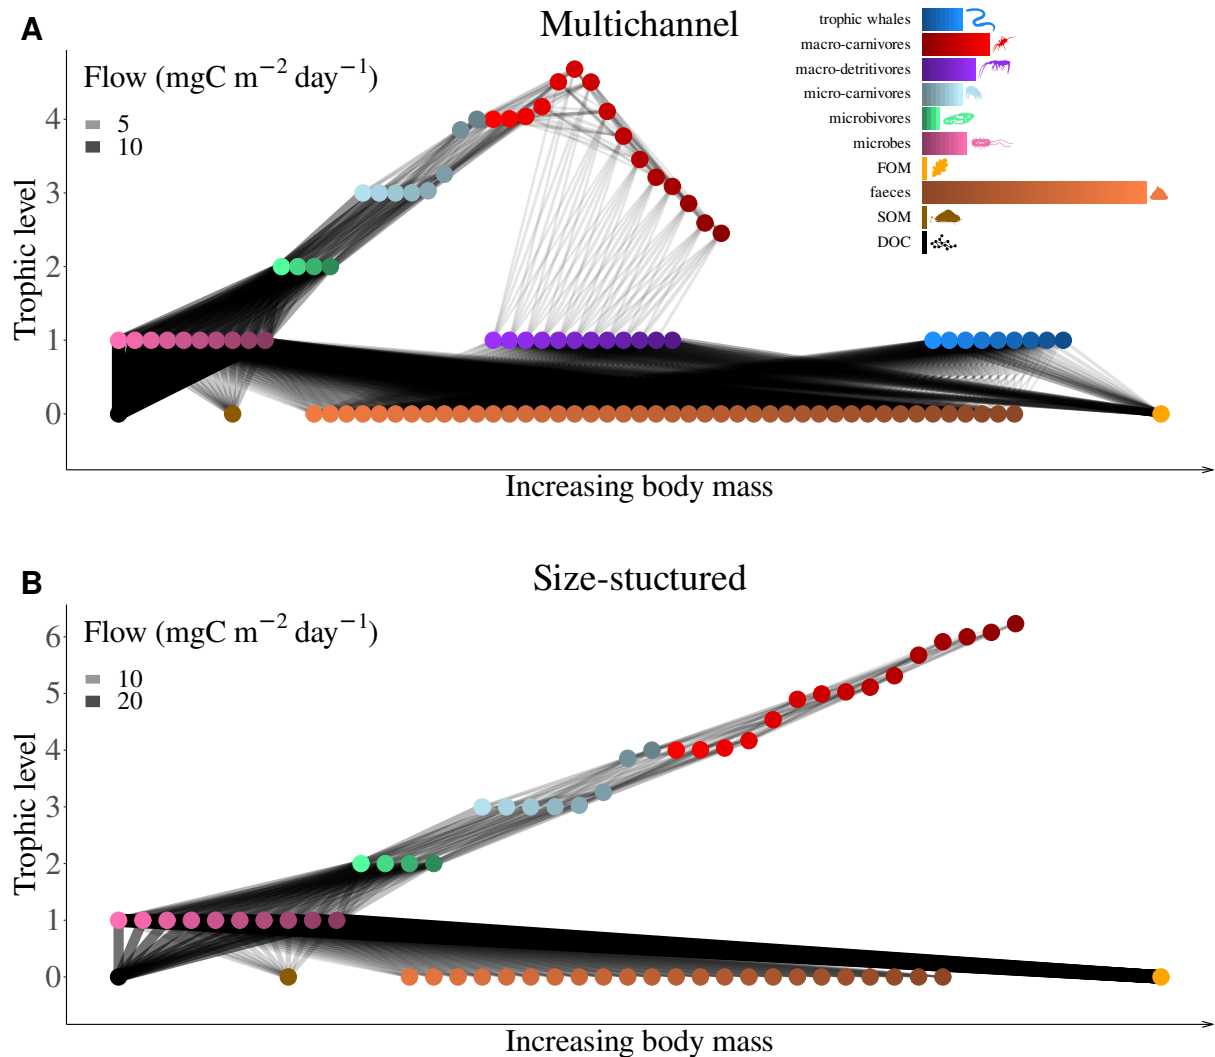 A
Multichannel
Flow (mgC m⁻² day⁻¹)
5
10
trophic whales
macro-carnivores
macro-detritivores
micro-carnivores
microbivores
microbes
FOM
faeces
SOM
DOC
Trophic level
4
3
2
1
0
Increasing body mass
B
Size-stuctured
Flow (mgC m⁻² day⁻¹)
10
20
Trophic level
6
5
4
3
2
1
0
Increasing body mass